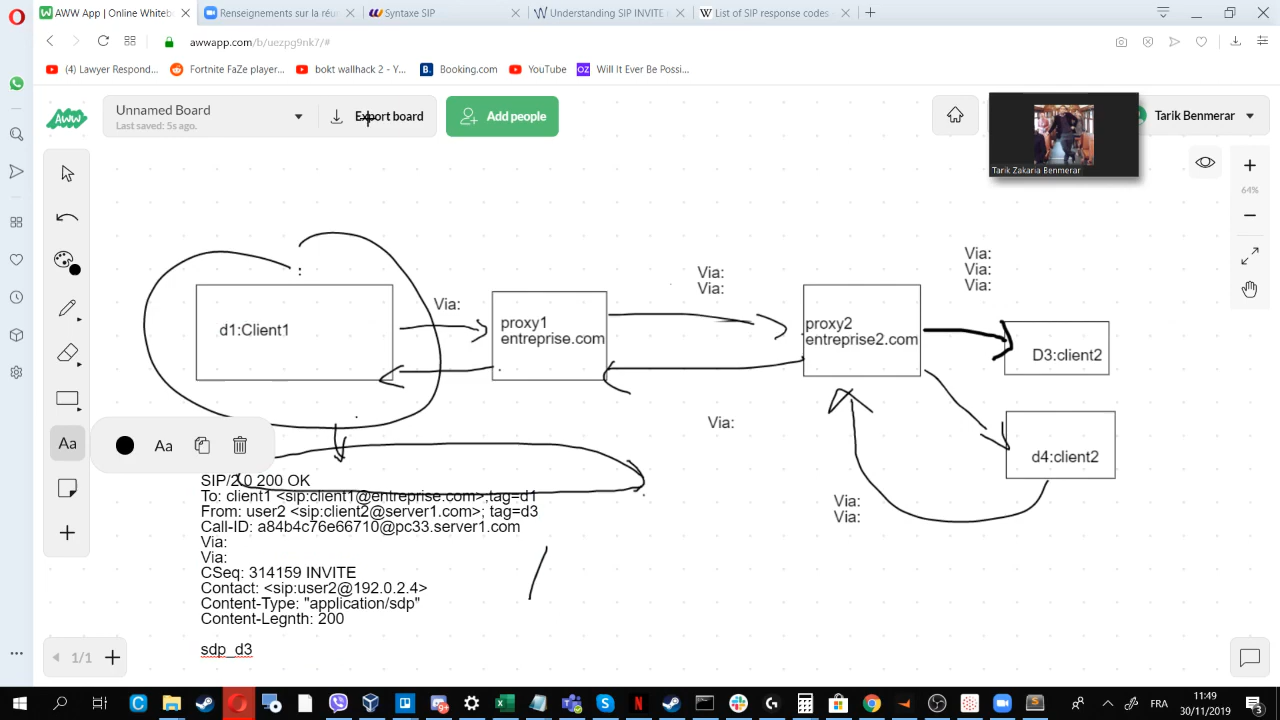 AWW App - Online Whiteb
Renseignements sur la réu
Syntaxe SIP
Understanding SIP INVITE
List of SIP response codes -
awwapp.com/b/uezpg9nk7/#
(4) Lawyer Respond...
Fortnite FaZe player...
bokt wallhack 2 - Y...
Booking.com
YouTube
Will It Ever Be Possi...
AWW
Unnamed Board
Last saved: 5s ago.
Export board
Add people
Tarik Benmerar
Tarik Zakaria Benmerar
64%
Via:
Via:
Via:
Via:
Via:
Via:
d1:Client1
proxy1
entreprise.com
proxy2
entreprise2.com
D3:client2
d4:client2
Via:
Via:
Via:
Aa
Aa
SIP/2.0 200 OK
To: client1 <sip:client1@entreprise.com>;tag=d1
From: user2 <sip:client2@server1.com>; tag=d3
Call-ID: a84b4c76e66710@pc33.server1.com
Via:
Via:
CSeq: 314159 INVITE
Contact: <sip:user2@192.0.2.4>
Content-Type: "application/sdp"
Content-Legnth: 200
sdp_d3
1/1
FRA
11:49
30/11/2019
3